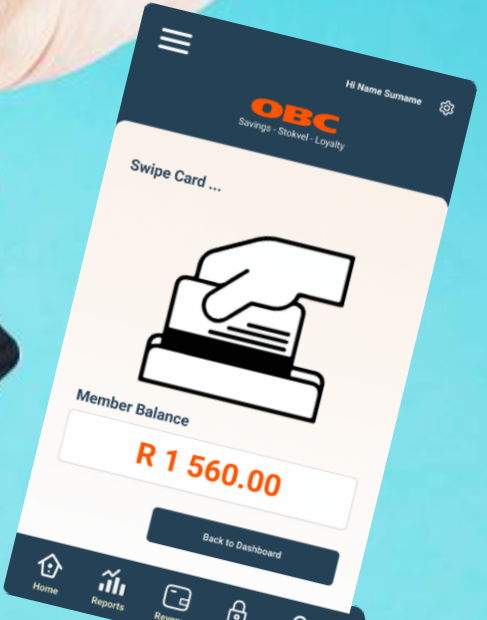 Hi Name Surname
OBC
Savings - Stokvel - Loyalty
Swipe Card ...
Member Balance
R 1 560.00
Back to Dashboard
Home
Reports